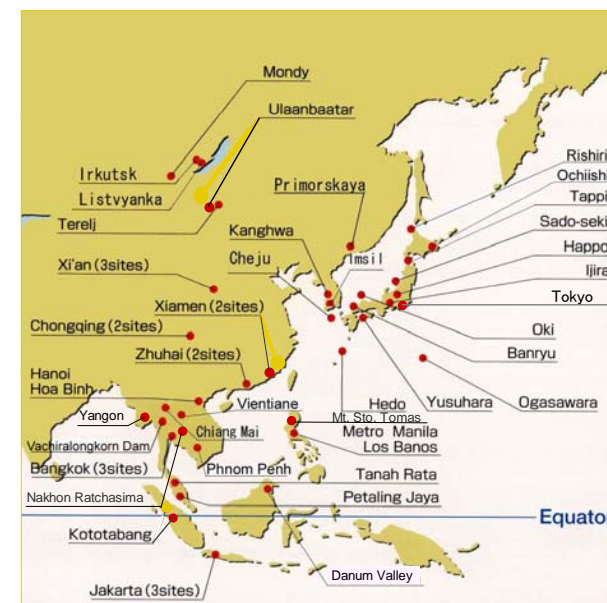 Mondy
Ulaanbaatar
Rishiri
Irkutsk
Ochiishi
Primorskaya
Listvyanka
Tappi
Terelj
Sado-seki
Kanghwa
Happo
Imsil
Cheju
Xi'an (3sites)
Ijira
Xiamen (2sites)
Tokyo
Chongqing (2sites)
Oki
Zhuhai (2sites)
Banryu
Hanoi
Hoa Binh
Vientiane
Hedo
Yusuhara
Ogasawara
Yangon
Mt. Sto. Tomas
Chiang Mai
Metro Manila
Vachiralongkorn Dam
Los Banos
Bangkok (3sites)
Phnom Penh
Tanah Rata
Nakhon Ratchasima
Petaling Jaya
Equato
Kototabang
Danum Valley
Jakarta (3sites)